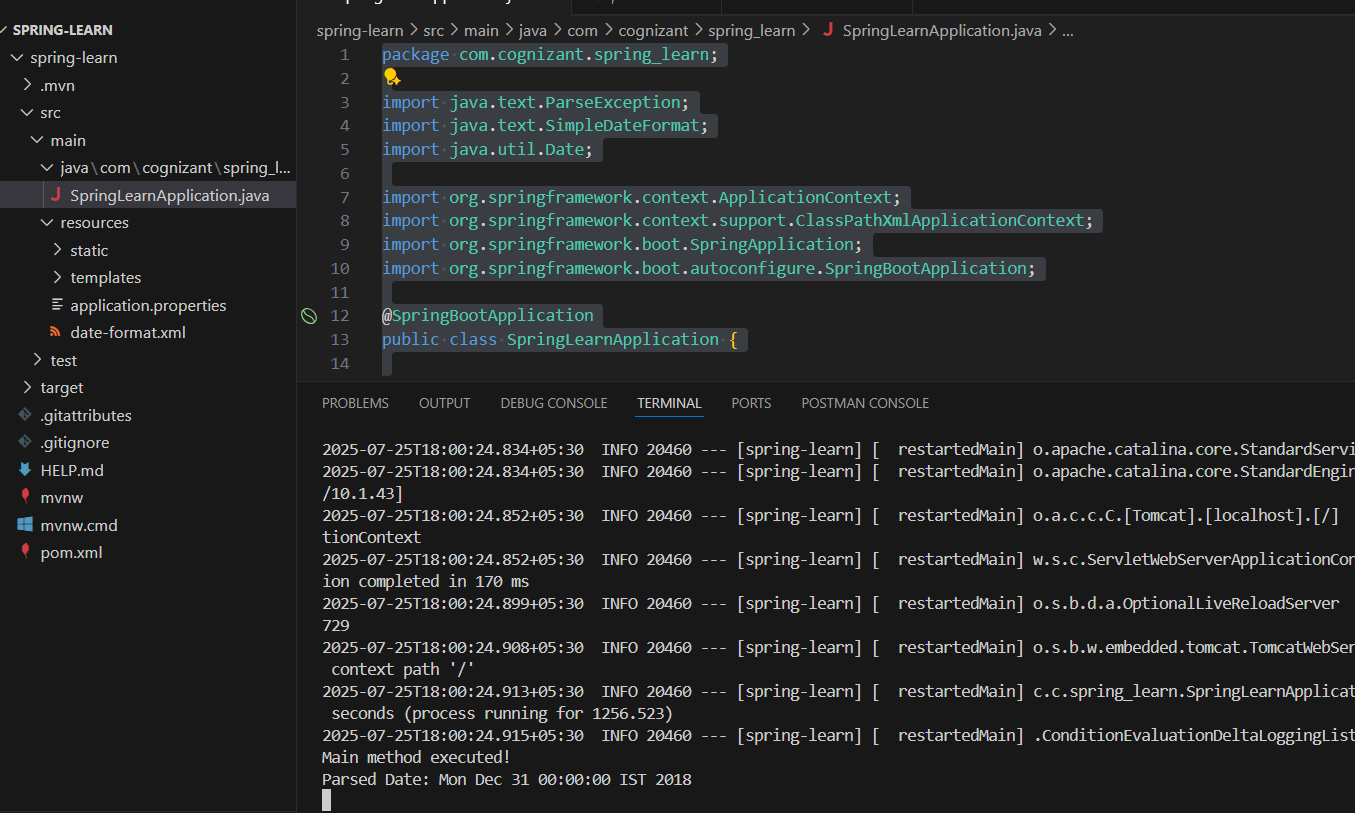 SPRING-LEARN
spring-learn
.mvn
src
main
java\com\cognizant\spring_l...
SpringLearnApplication.java
resources
static
templates
application.properties
date-format.xml
test
target
.gitattributes
.gitignore
HELP.md
mvnw
mvnw.cmd
pom.xml
spring-learn > src > main > java > com > cognizant > spring_learn > J SpringLearnApplication.java > ...
1 package com.cognizant.spring_learn;
2
3 import java.text.ParseException;
4 import java.text.SimpleDateFormat;
5 import java.util.Date;
6
7 import org.springframework.context.ApplicationContext;
8 import org.springframework.context.support.ClassPathXmlApplicationContext;
9 import org.springframework.boot.SpringApplication;
10 import org.springframework.boot.autoconfigure.SpringBootApplication;
11
12 @SpringBootApplication
13 public class SpringLearnApplication {
14
PROBLEMS OUTPUT DEBUG CONSOLE TERMINAL PORTS POSTMAN CONSOLE
2025-07-25T18:00:24.834+05:30  INFO 20460 --- [spring-learn] [  restartedMain] o.apache.catalina.core.StandardServi
2025-07-25T18:00:24.834+05:30  INFO 20460 --- [spring-learn] [  restartedMain] o.apache.catalina.core.StandardEngin
/10.1.43]
2025-07-25T18:00:24.852+05:30  INFO 20460 --- [spring-learn] [  restartedMain] o.a.c.c.C.[Tomcat].[localhost].[/]
tionContext
2025-07-25T18:00:24.852+05:30  INFO 20460 --- [spring-learn] [  restartedMain] w.s.c.ServletWebServerApplicationCon
ion completed in 170 ms
2025-07-25T18:00:24.899+05:30  INFO 20460 --- [spring-learn] [  restartedMain] o.s.b.d.a.OptionalLiveReloadServer
729
2025-07-25T18:00:24.908+05:30  INFO 20460 --- [spring-learn] [  restartedMain] o.s.b.w.embedded.tomcat.TomcatWebSer
context path '/'
2025-07-25T18:00:24.913+05:30  INFO 20460 --- [spring-learn] [  restartedMain] c.c.spring_learn.SpringLearnApplicat
seconds (process running for 1256.523)
2025-07-25T18:00:24.915+05:30  INFO 20460 --- [spring-learn] [  restartedMain] .ConditionEvaluationDeltaLoggingList
Main method executed!
Parsed Date: Mon Dec 31 00:00:00 IST 2018